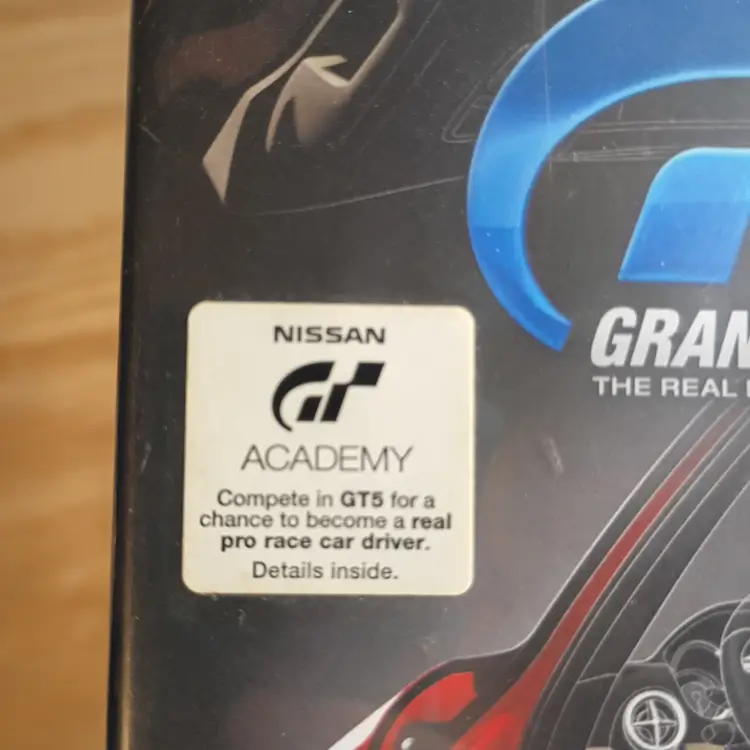 NISSAN
GT
ACADEMY
Compete in GT5 for a
chance to become a real
pro race car driver.
Details inside.
GRAN
THE REAL